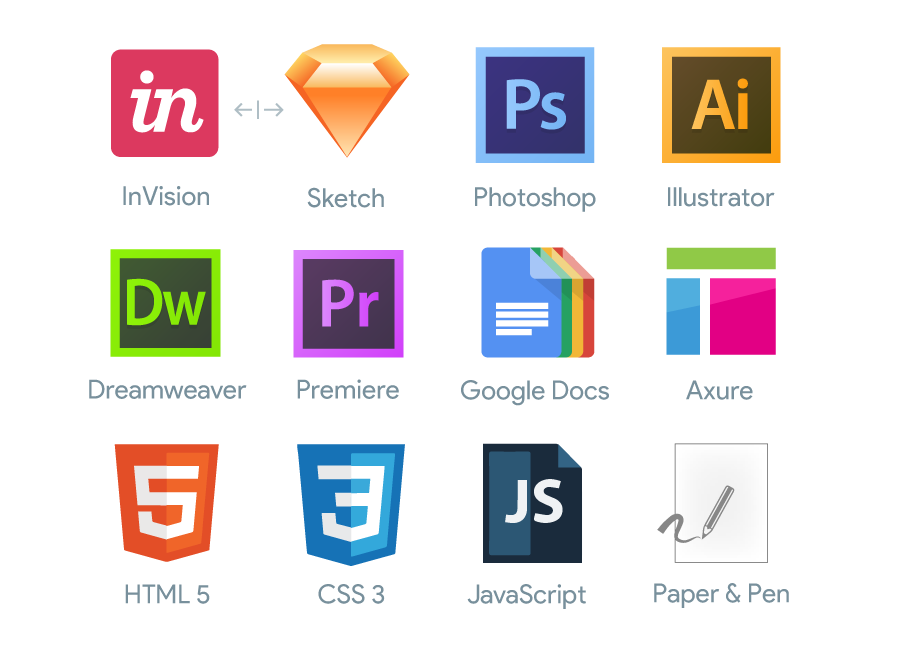 in
Ps
Ai
InVision
Sketch
Photoshop
Illustrator
Dw
Pr
Dreamweaver
Premiere
Google Docs
Axure
5
3
JS
HTML 5
CSS 3
JavaScript
Paper & Pen